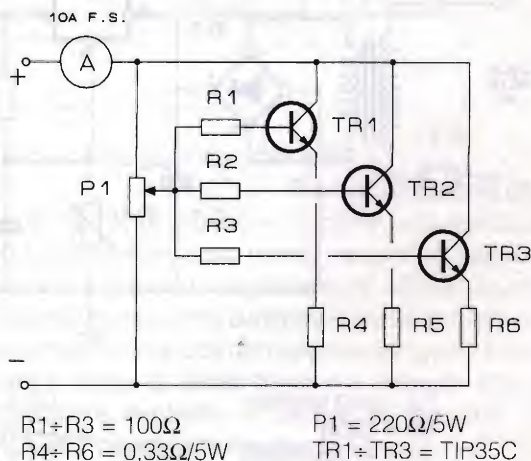 10A F.S.
+
A
R1
TR1
R2
P1
TR2
R3
TR3
R4 R5 R6
−
R1÷R3 = 100Ω P1 = 220Ω/5W
R4÷R6 = 0,33Ω/5W TR1÷TR3 = TIP35C